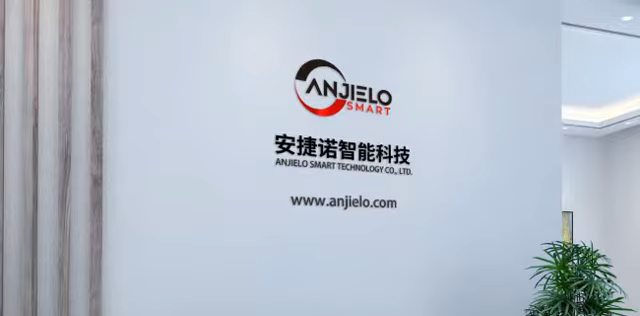 ANJIELO
SMART
安捷诺智能科技
ANJIELO SMART TECHNOLOGY CO., LTD.
www.anjielo.com